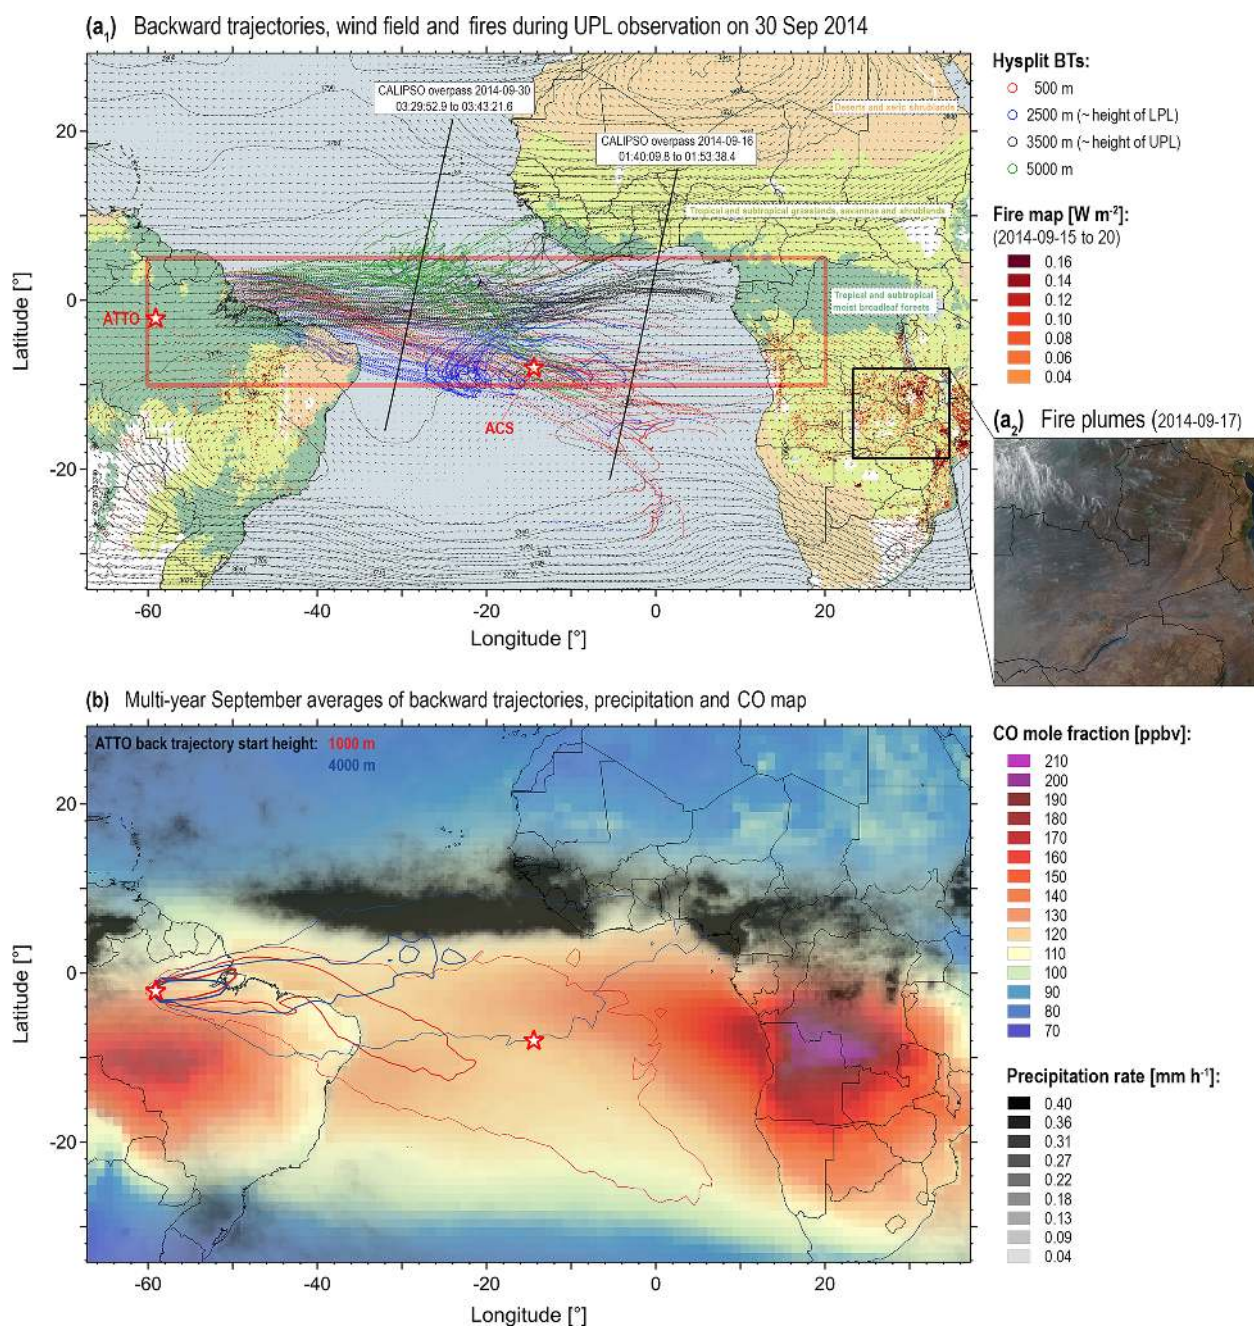 (a1) Backward trajectories, wind field and fires during UPL observation on 30 Sep 2014
CALIPSO overpass 2014-09-30
03:29:52.9 to 03:43:21.6
CALIPSO overpass 2014-09-16
01:40:09.8 to 01:53:38.4
Deserts and xeric shrublands
Tropical and subtropical grasslands, savannas and shrublands
Tropical and subtropical
moist broadleaf forests
ATTO
ACS
20
0
-20
Latitude [°]
-60 -40 -20 0 20
Longitude [°]
Hysplit BTs:
500 m
2500 m (~ height of LPL)
3500 m (~ height of UPL)
5000 m
Fire map [W m-2]:
(2014-09-15 to 20)
0.16
0.14
0.12
0.10
0.08
0.06
0.04
(a2) Fire plumes (2014-09-17)
(b) Multi-year September averages of backward trajectories, precipitation and CO map
ATTO back trajectory start height: 1000 m
4000 m
20
0
-20
Latitude [°]
-60 -40 -20 0 20
Longitude [°]
CO mole fraction [ppbv]:
210
200
190
180
170
160
150
140
130
120
110
100
90
80
70
Precipitation rate [mm h-1]:
0.40
0.36
0.31
0.27
0.22
0.18
0.13
0.09
0.04